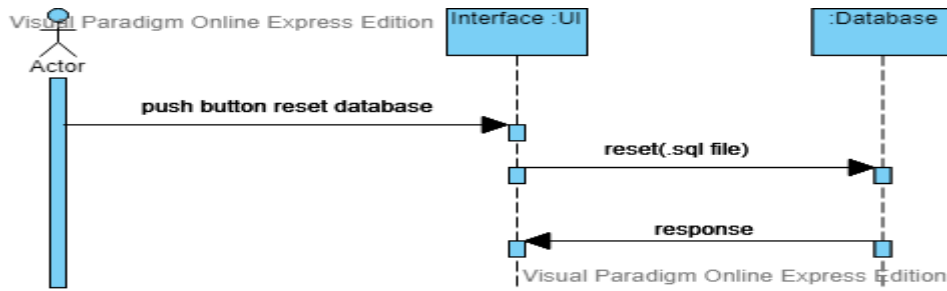 Visual Paradigm Online Express Edition
Interface :UI
:Database
Actor
push button reset database
reset(.sql file)
response
Visual Paradigm Online Express Edition